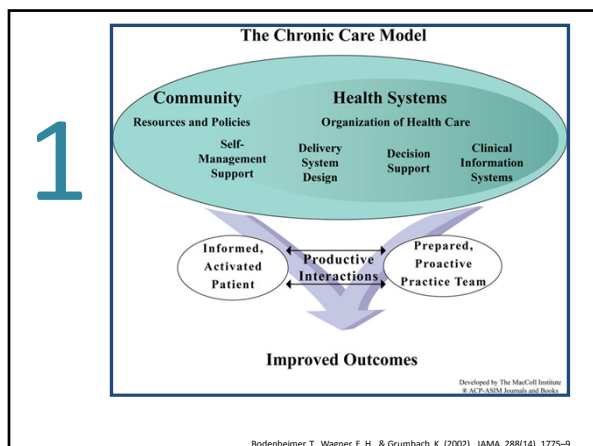 The Chronic Care Model
1
Community
Health Systems
Resources and Policies
Organization of Health Care
Self-
Management
Support
Delivery
System
Design
Decision
Support
Clinical
Information
Systems
Informed,
Activated
Patient
Productive
Interactions
Prepared,
Proactive
Practice Team
Improved Outcomes
Developed by The MacColl Institute
® ACP-ASIM Journals and Books
Bodenheimer, T., Wagner, E. H., & Grumbach, K. (2002). JAMA, 288(14), 1775–9